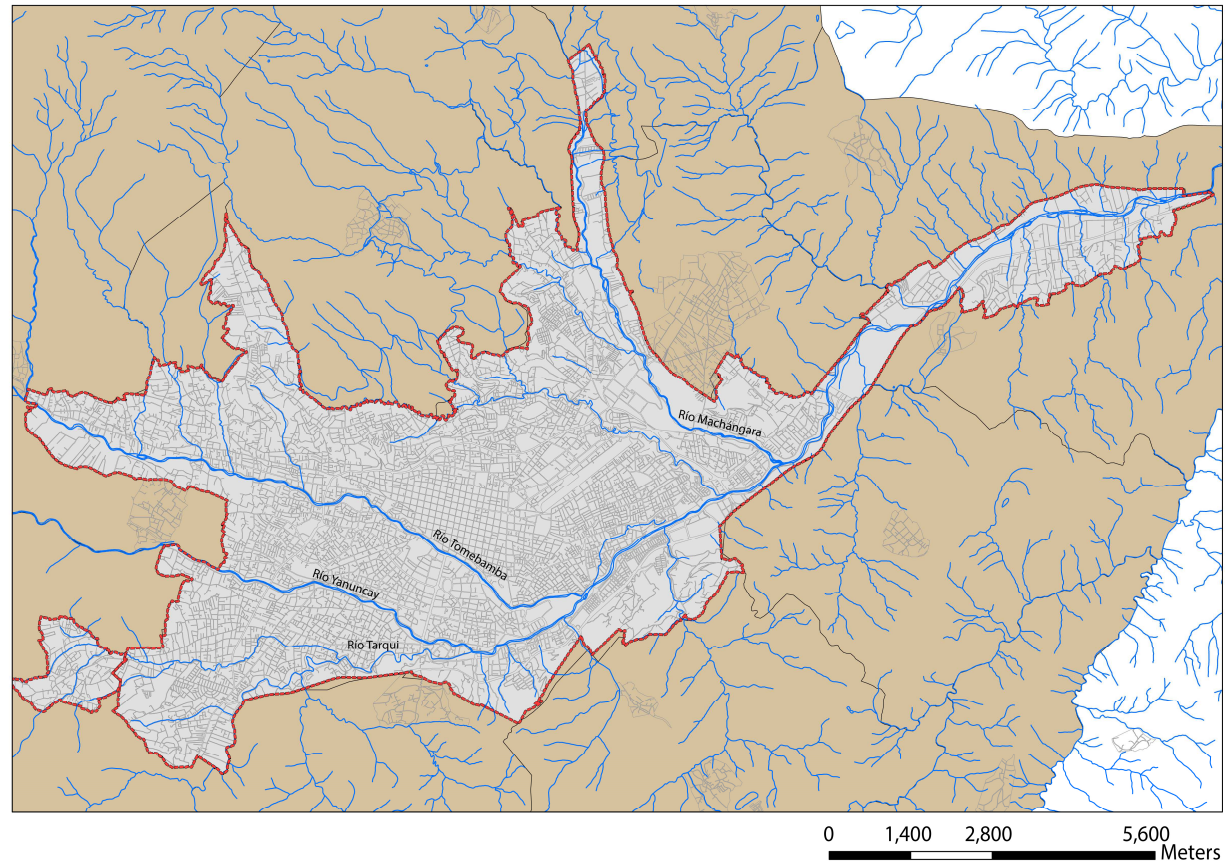 Río Machángara
Río Tomebamba
Río Yanuncay
Río Tarqui
0 1,400 2,800 5,600
Meters